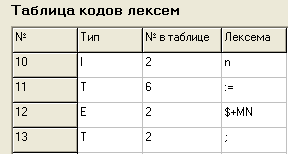 Таблица кодов лексем
№ Тип № в таблице Лексема
10 I 2 n
11 T 6 :=
12 E 2 $+MN
13 T 2 ;